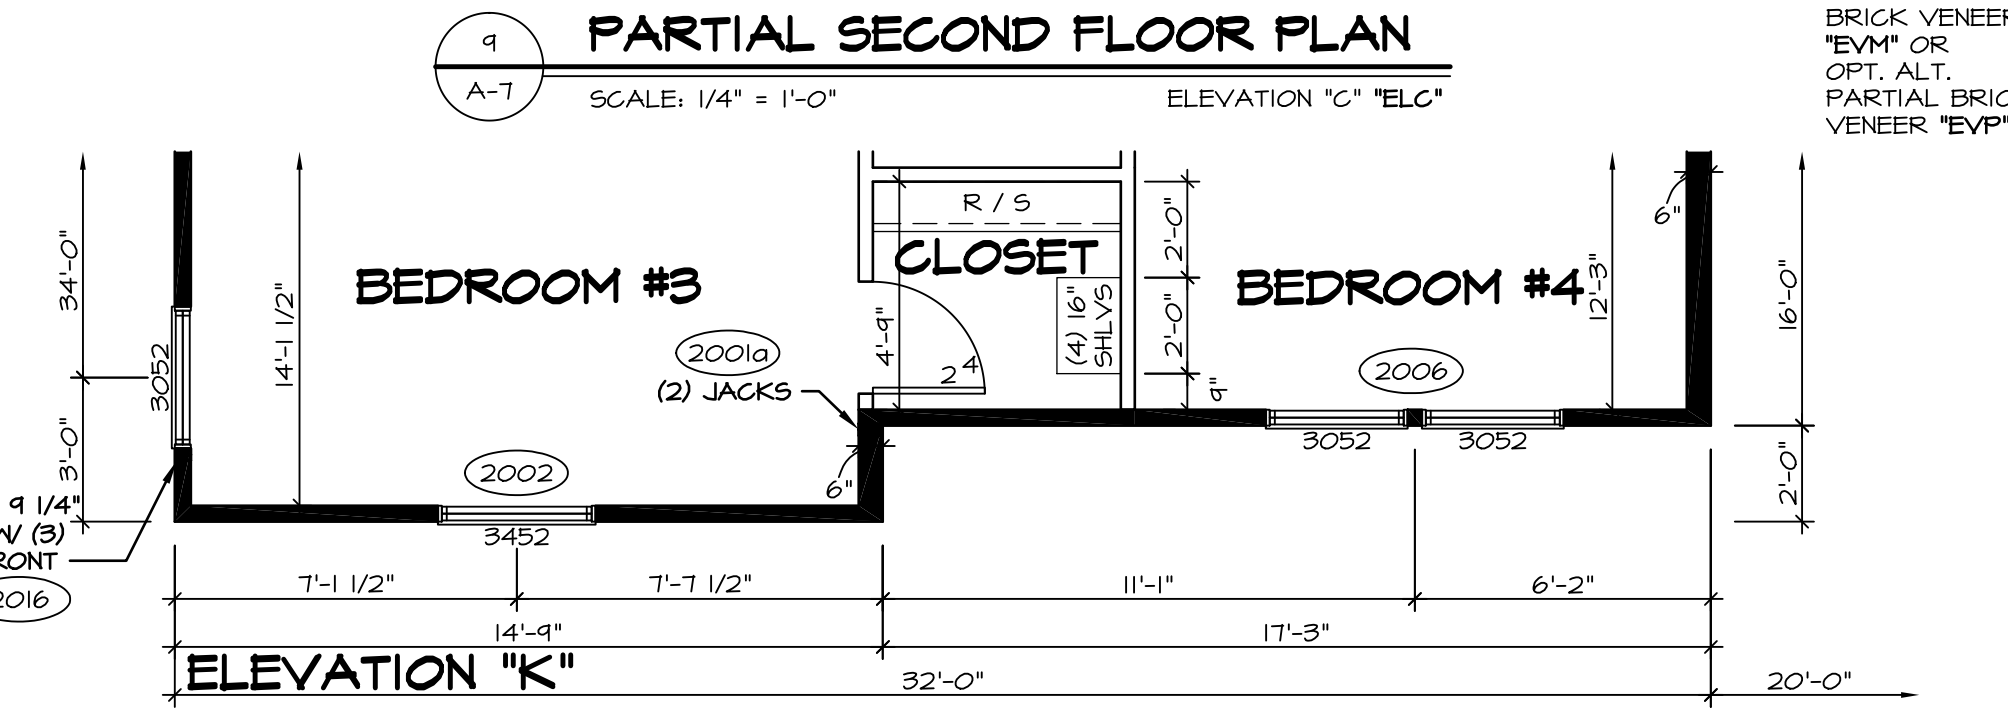 9
A-7
PARTIAL SECOND FLOOR PLAN
SCALE: 1/4" = 1'-0"
ELEVATION "C" "ELC"
BRICK VENEER
"EVM" OR
OPT. ALT.
PARTIAL BRIC
VENEER "EVP"
34'-0"
3'-0"
3052
14'-1 1/2"
BEDROOM #3
2001a
(2) JACKS
2002
3452
6"
R / S
CLOSET
4'-9"
2 4
(4) 16"
SHLVS
2'-0"
2'-0"
9"
BEDROOM #4
2006
3052
3052
12'-3"
6"
16'-0"
2'-0"
9 1/4"
W/ (3)
RONT
2016
7'-1 1/2"
7'-7 1/2"
11'-1"
6'-2"
14'-9"
17'-3"
ELEVATION "K"
32'-0"
20'-0"